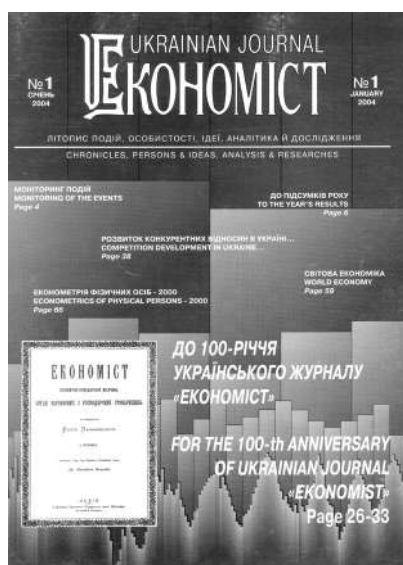 UKRAINIAN JOURNAL
ЕКОНОМІСТ
№1
СІЧЕНЬ
2004
№1
JANUARY
2004
ЛІТОПИС ПОДІЙ, ОСОБИСТОСТІ, ІДЕЇ, АНАЛІТИКА Й ДОСЛІДЖЕННЯ
CHRONICLES, PERSONS & IDEAS, ANALYSIS & RESEARCHES
МОНІТОРИНГ ПОДІЙ
MONITORING OF THE EVENTS
Page 4
ДО ПІДСУМКІВ РОКУ
TO THE YEAR'S RESULTS
Page 6
РОЗВИТОК КОНКУРЕНТНИХ ВІДНОСИН В УКРАЇНІ...
COMPETITION DEVELOPMENT IN UKRAINE...
Page 38
СВІТОВА ЕКОНОМІКА
WORLD ECONOMY
Page 59
ЕКОНОМЕТРІЯ ФІЗИЧНИХ ОСІБ - 2000
ECONOMETRICS OF PHYSICAL PERSONS - 2000
Page 66
ЕКОНОМІСТ
ДО 100-РІЧЧЯ
УКРАЇНСЬКОГО ЖУРНАЛУ
«ЕКОНОМІСТ»
FOR THE 100-th ANNIVERSARY
OF UKRAINIAN JOURNAL
«EKONOMIST»
Page 26-33